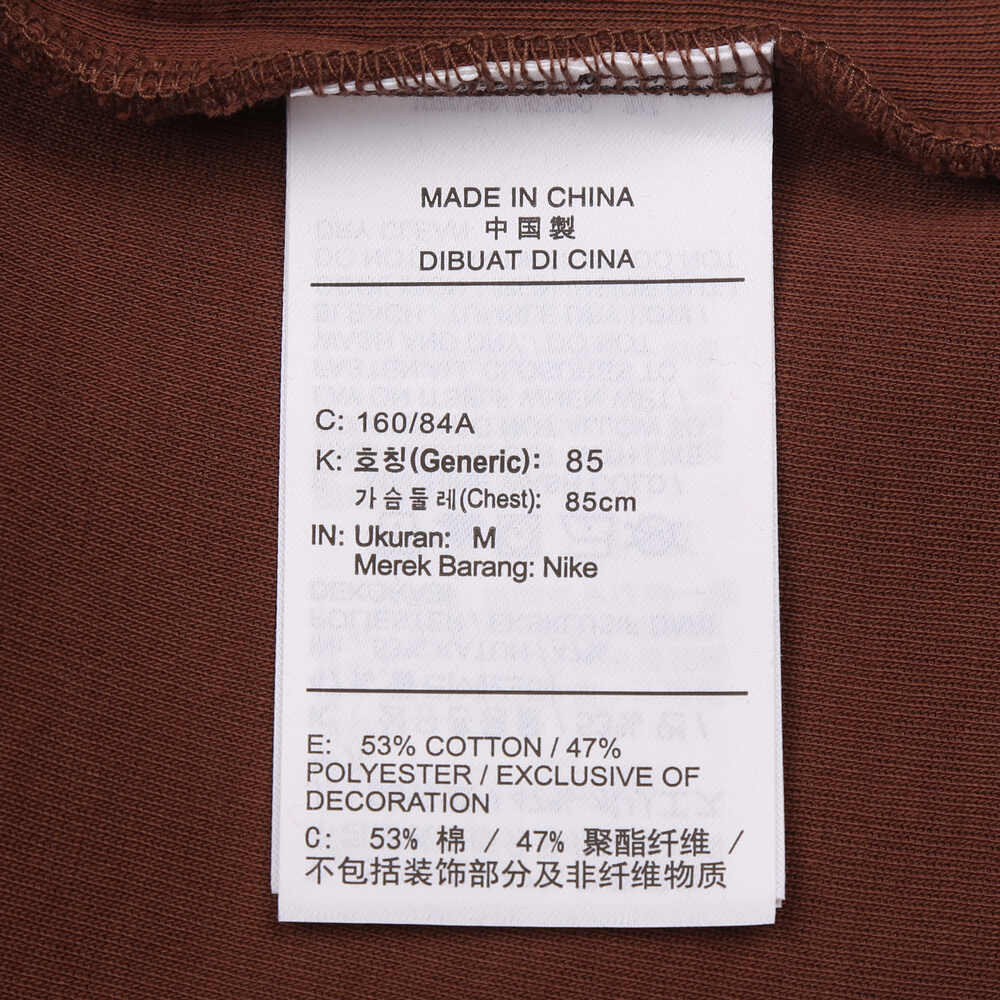 MADE IN CHINA
中国製
DIBUAT DI CINA
C: 160/84A
K: 호칭(Generic): 85
가슴둘레(Chest): 85cm
IN: Ukuran: M
Merek Barang: Nike
E: 53% COTTON / 47%
POLYESTER / EXCLUSIVE OF
DECORATION
C: 53% 棉 / 47% 聚酯纤维 /
不包括装饰部分及非纤维物质